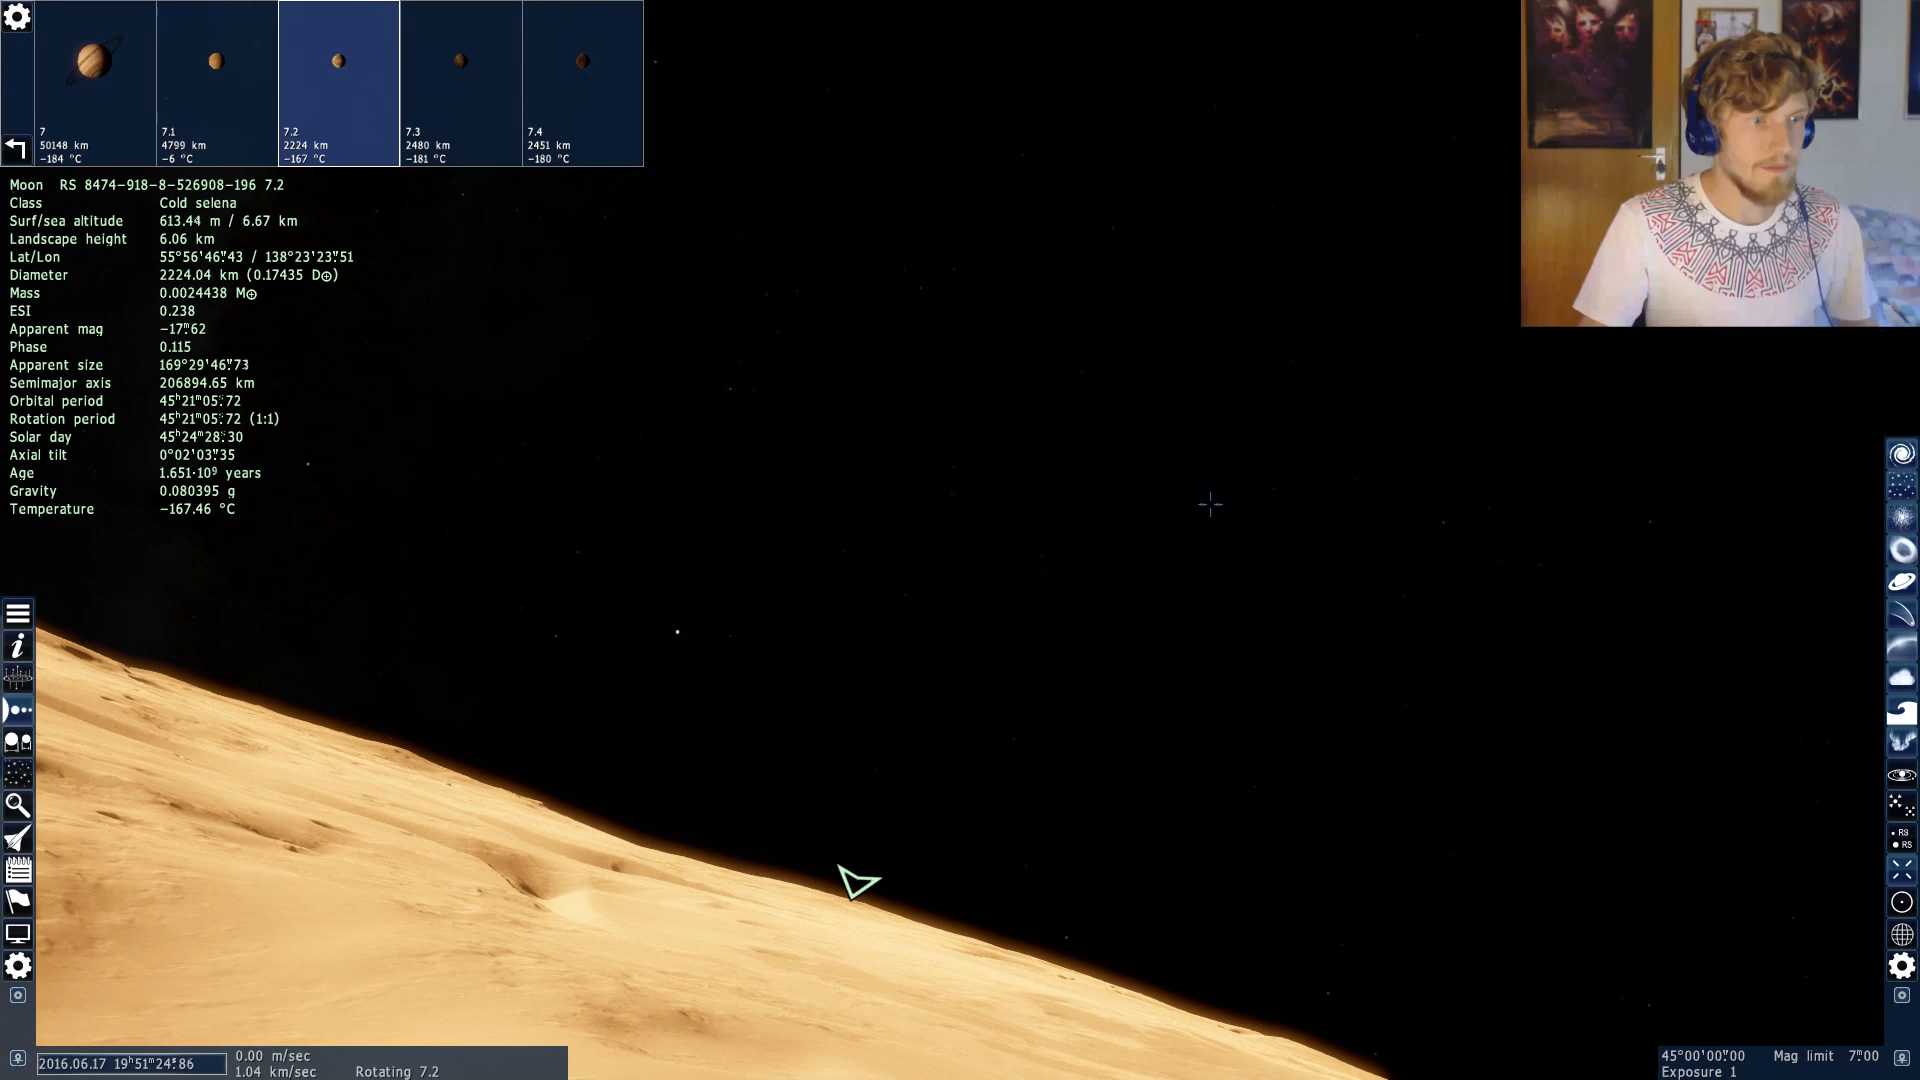 7
50148 km
-184 °C
7.1
4799 km
-6 °C
7.2
2224 km
-167 °C
7.3
2480 km
-181 °C
7.4
2451 km
-180 °C
Moon RS 8474-918-8-526908-196 7.2
Class Cold selena
Surf/sea altitude 613.44 m / 6.67 km
Landscape height 6.06 km
Lat/Lon 55°56'46".43 / 138°23'23".51
Diameter 2224.04 km (0.17435 D⊕)
Mass 0.0024438 M⊕
ESI 0.238
Apparent mag -17ᵐ.62
Phase 0.115
Apparent size 169°29'46".73
Semimajor axis 206894.65 km
Orbital period 45ʰ21ᵐ05ˢ.72
Rotation period 45ʰ21ᵐ05ˢ.72 (1:1)
Solar day 45ʰ24ᵐ28ˢ.30
Axial tilt 0°02'03".35
Age 1.651·10⁹ years
Gravity 0.080395 g
Temperature -167.46 °C
RS
RS
2016.06.17 19ʰ51ᵐ24ˢ.86
0.00 m/sec
1.04 km/sec Rotating 7.2
45°00'00".00 Mag limit 7ᵐ.00
Exposure 1